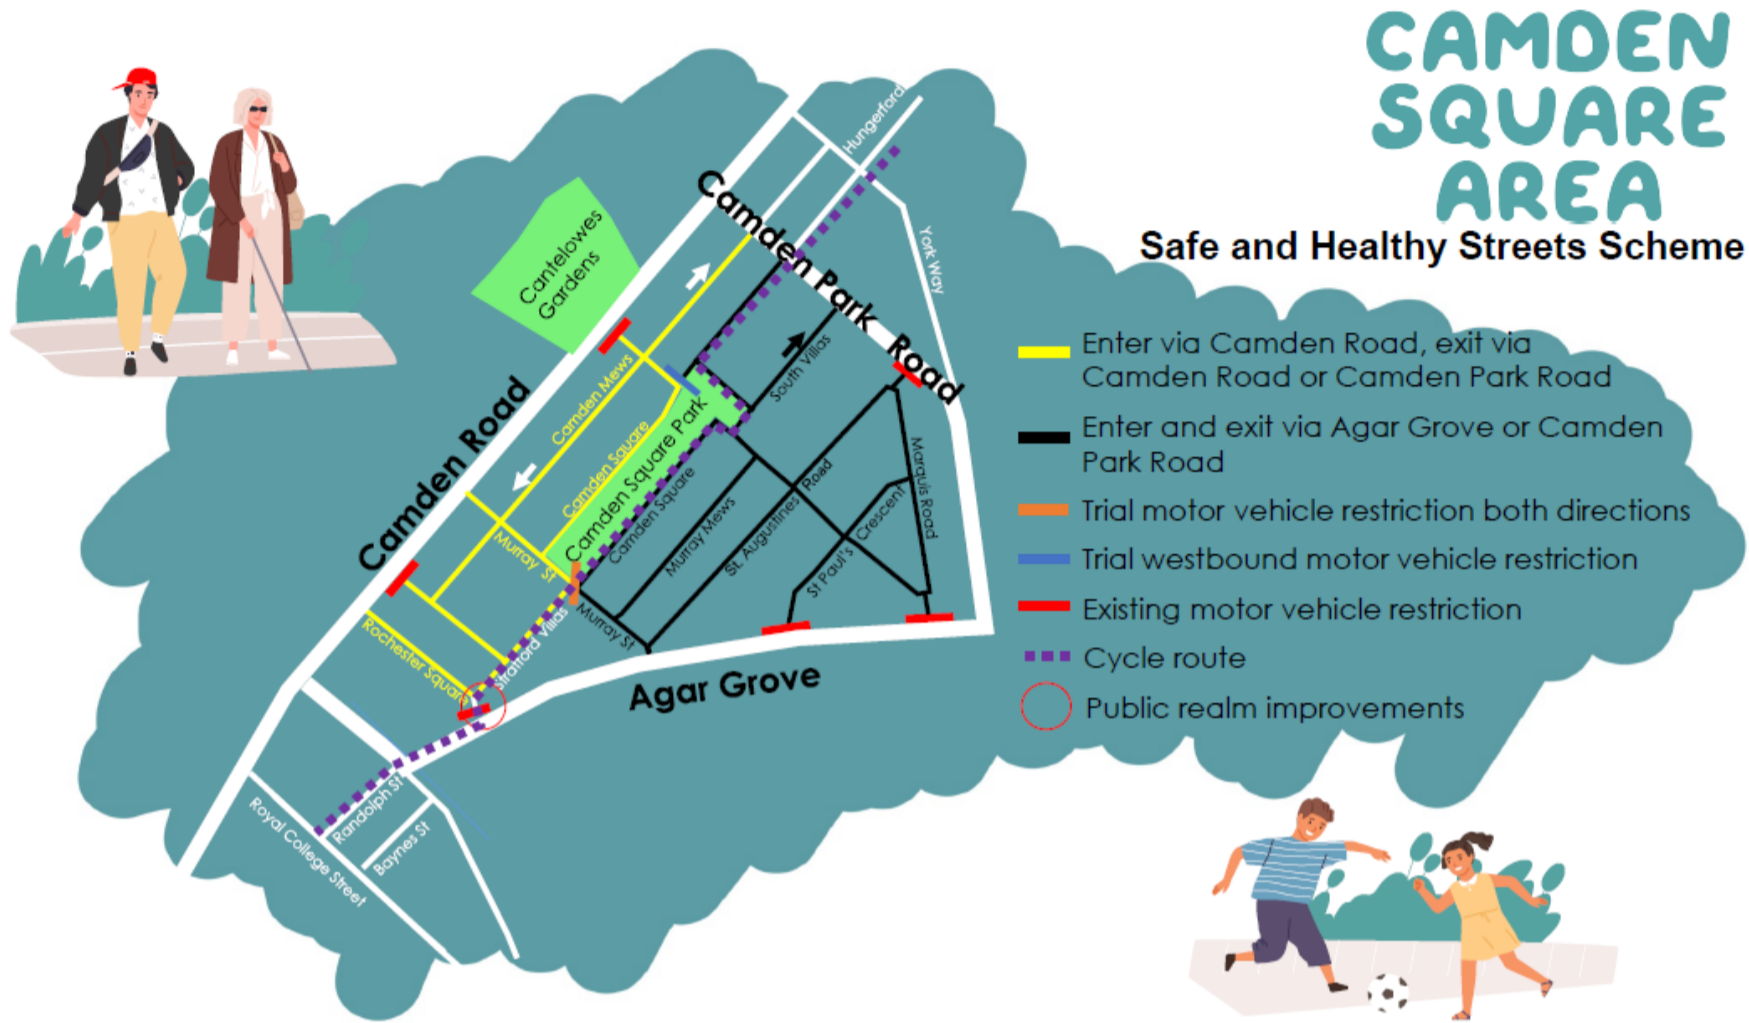 CAMDEN
SQUARE
AREA
Safe and Healthy Streets Scheme
Enter via Camden Road, exit via
Camden Road or Camden Park Road
Enter and exit via Agar Grove or Camden
Park Road
Trial motor vehicle restriction both directions
Trial westbound motor vehicle restriction
Existing motor vehicle restriction
Cycle route
Public realm improvements
Hungerford
Camden Park Road
York Way
Cantelowes
Gardens
Camden Road
Camden Mews
South Villas
Camden Square
Camden Square Park
Camden Square
Murray Mews
St. Augustines Road
Marquis Road
St Paul's Crescent
Murray St
Murray St
Stratford Villas
Rochester Square
Agar Grove
Randolph St
Baynes St
Royal College Street